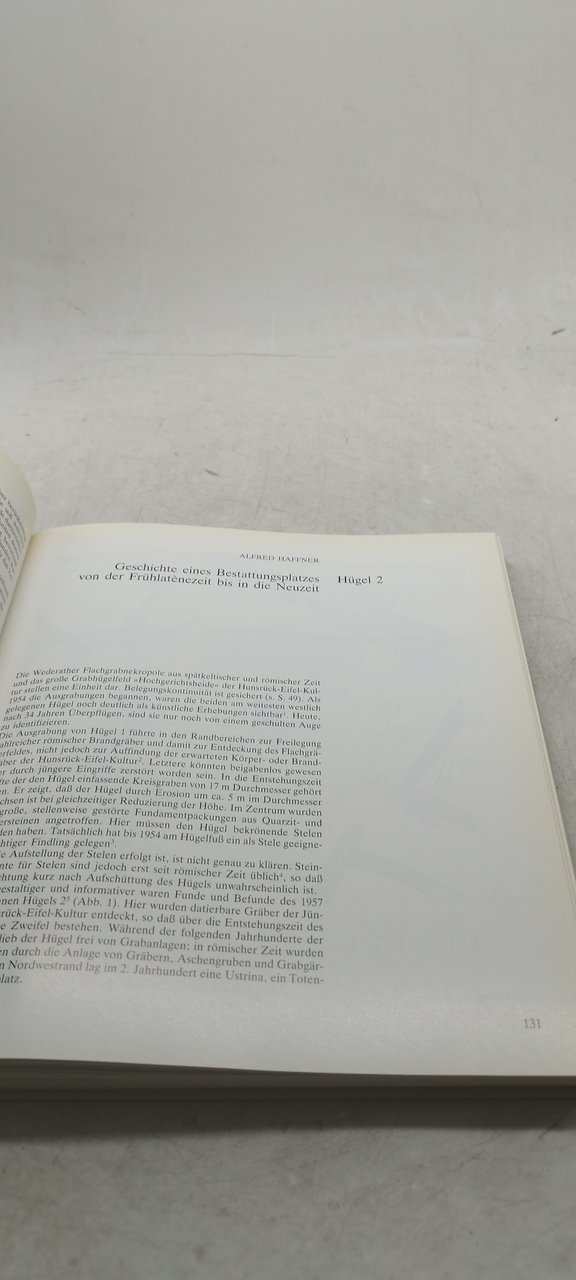 ALFRED HAFFNER
Geschichte eines Bestattungsplatzes
von der Frühlatènezeit bis in die Neuzeit
Hügel 2
Die Wederather Flachgrabnekropole aus spätkeltischer und römischer Zeit
und das große Grabhügelfeld »Hochgerichtsheide« der Hunsrück-Eifel-Kul-
tur stellen eine Einheit dar. Belegungskontinuität ist gesichert (s. S. 49). Als
1954 die Ausgrabungen begannen, waren die beiden am weitesten westlich
gelegenen Hügel noch deutlich als künstliche Erhebungen sichtbar¹. Heute,
nach 34 Jahren Überpflügen, sind sie nur noch von einem geschulten Auge
zu identifizieren.
Die Ausgrabung von Hügel 1 führte in den Randbereichen zur Freilegung
ahlreicher römischer Brandgräber und damit zur Entdeckung des Flachgrä-
erfeldes, nicht jedoch zur Auffindung der erwarteten Körper- oder Brand-
äber der Hunsrück-Eifel-Kultur². Letztere könnten beigabenlos gewesen
er durch jüngere Eingriffe zerstört worden sein. In die Entstehungszeit
fte der den Hügel einfassende Kreisgraben von 17 m Durchmesser gehört
en. Er zeigt, daß der Hügel durch Erosion um ca. 5 m im Durchmesser
chsen ist bei gleichzeitiger Reduzierung der Höhe. Im Zentrum wurden
große, stellenweise gestörte Fundamentpackungen aus Quarzit- und
ersteinen angetroffen. Hier müssen den Hügel bekrönende Stelen
den haben. Tatsächlich hat bis 1954 am Hügelfuß ein als Stele geeigne-
chtiger Findling gelegen³.
ie Aufstellung der Stelen erfolgt ist, ist nicht genau zu klären. Stein-
nte für Stelen sind jedoch erst seit römischer Zeit üblich⁴, so daß
chtung kurz nach Aufschüttung des Hügels unwahrscheinlich ist.
estaltiger und informativer waren Funde und Befunde des 1957
enen Hügels 2⁵ (Abb. 1). Hier wurden datierbare Gräber der Jün-
rück-Eifel-Kultur entdeckt, so daß über die Entstehungszeit des
e Zweifel bestehen. Während der folgenden Jahrhunderte der
lieb der Hügel frei von Grabanlagen; in römischer Zeit wurden
en durch die Anlage von Gräbern, Aschengruben und Grabgär-
n Nordwestrand lag im 2. Jahrhundert eine Ustrina, ein Toten-
latz.
131